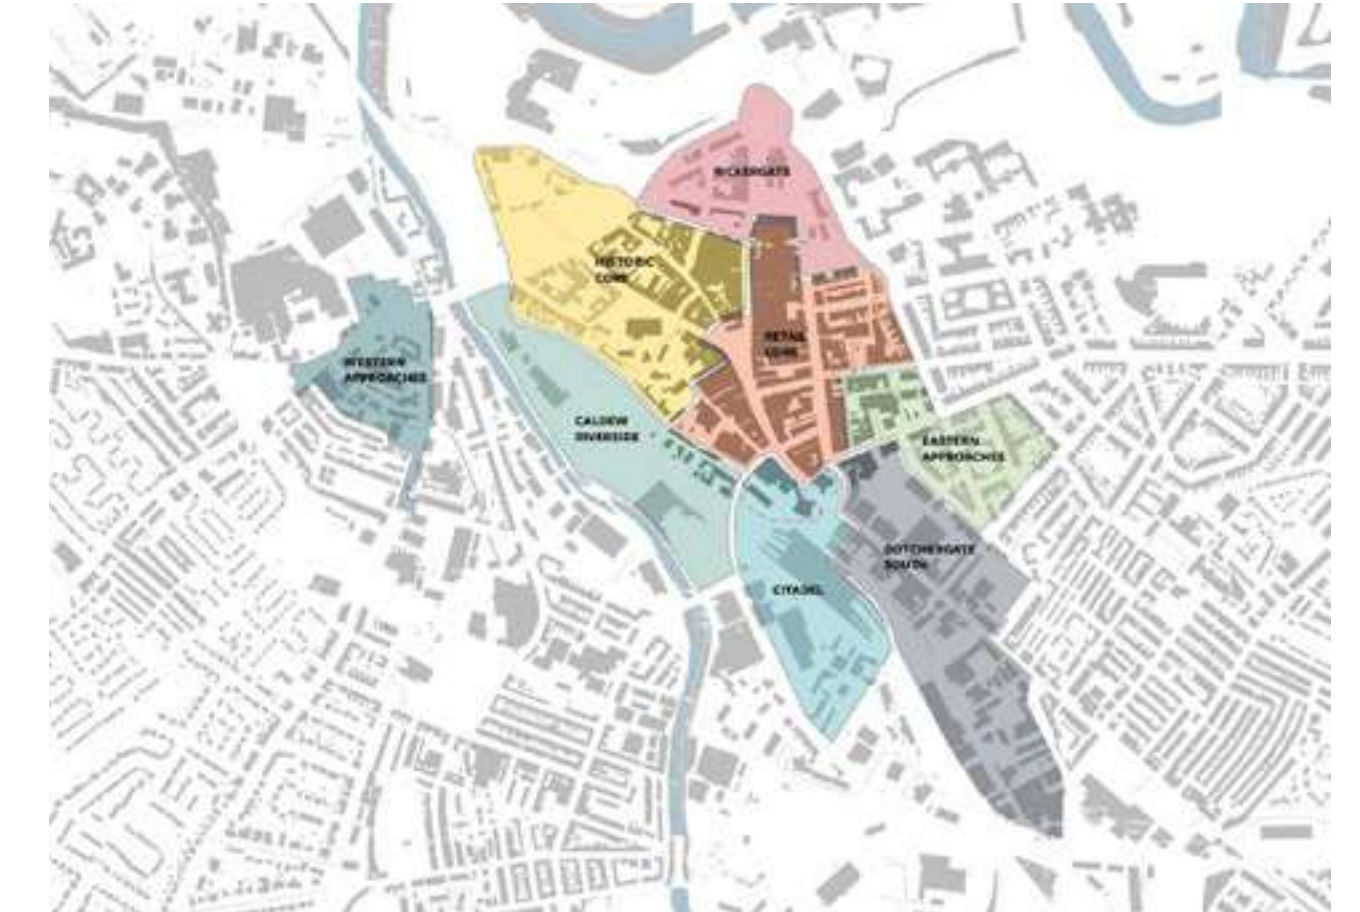 RICKERGATE
HISTORIC
CORE
RETAIL
CORE
WESTERN
APPROACHES
CALDEW
RIVERSIDE
EASTERN
APPROACHES
BOTCHERGATE
SOUTH
CITADEL